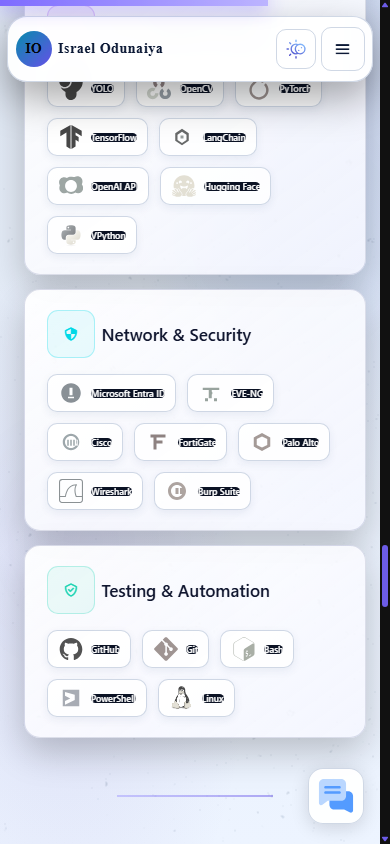 IO Israel Odunaiya
YOLO OpenCV PyTorch
TensorFlow LangChain
OpenAI API Hugging Face
VPython
Network & Security
Microsoft Entra ID EVE-NG
Cisco FortiGate Palo Alto
Wireshark Burp Suite
Testing & Automation
GitHub Git Bash
PowerShell Linux